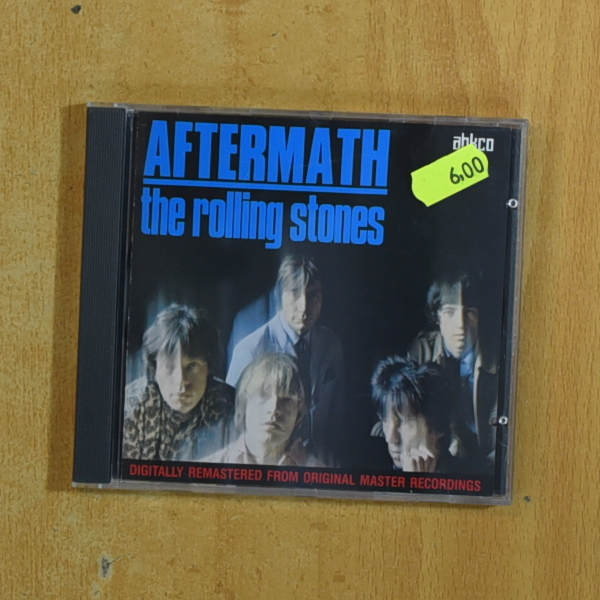 AFTERMATH
abkco
6,00
the rolling stones
DIGITALLY REMASTERED FROM ORIGINAL MASTER RECORDINGS